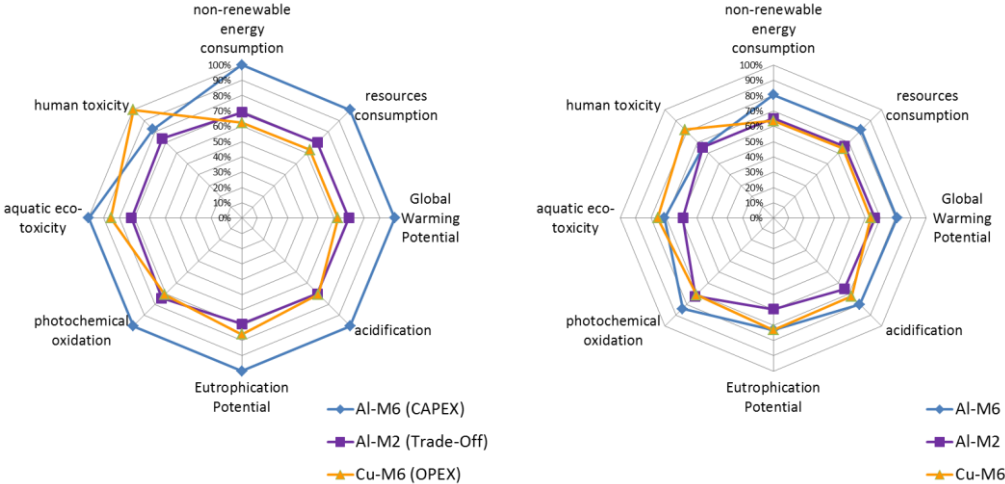 non-renewable
energy
consumption
100%
90%
80%
70%
60%
50%
40%
30%
20%
10%
0%
resources
consumption
Global
Warming
Potential
acidification
Eutrophication
Potential
photochemical
oxidation
aquatic eco-
toxicity
human toxicity
Al-M6 (CAPEX)
Al-M2 (Trade-Off)
Cu-M6 (OPEX)
non-renewable
energy
consumption
100%
90%
80%
70%
60%
50%
40%
30%
20%
10%
0%
resources
consumption
Global
Warming
Potential
acidification
Eutrophication
Potential
photochemical
oxidation
aquatic eco-
toxicity
human toxicity
Al-M6
Al-M2
Cu-M6